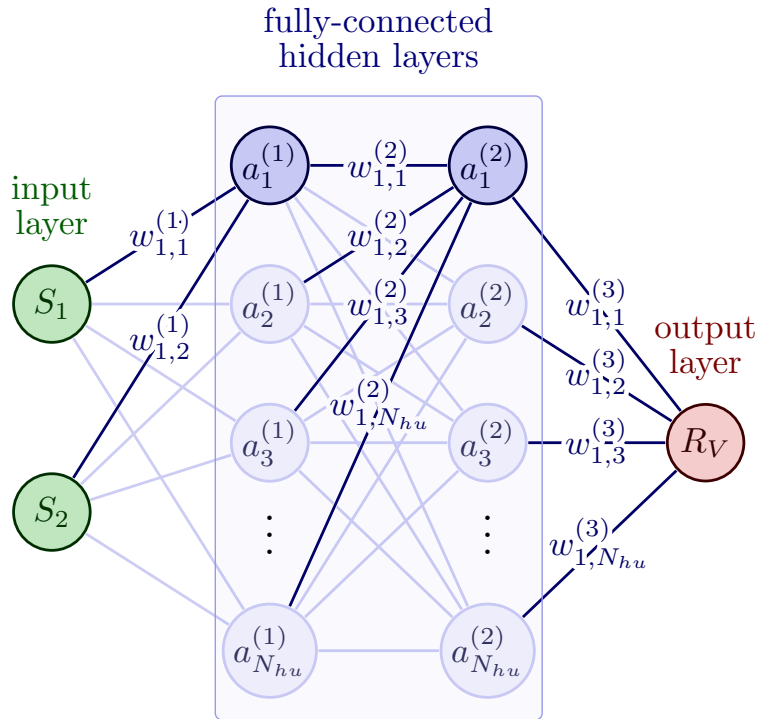 fully-connected
hidden layers
input
layer
output
layer
S_1
S_2
a_1^{(1)}
a_2^{(1)}
a_3^{(1)}
⋮
a_{N_{hu}}^{(1)}
a_1^{(2)}
a_2^{(2)}
a_3^{(2)}
⋮
a_{N_{hu}}^{(2)}
R_V
w_{1,1}^{(1)}
w_{1,2}^{(1)}
w_{1,1}^{(2)}
w_{1,2}^{(2)}
w_{1,3}^{(2)}
w_{1,N_{hu}}^{(2)}
w_{1,1}^{(3)}
w_{1,2}^{(3)}
w_{1,3}^{(3)}
w_{1,N_{hu}}^{(3)}